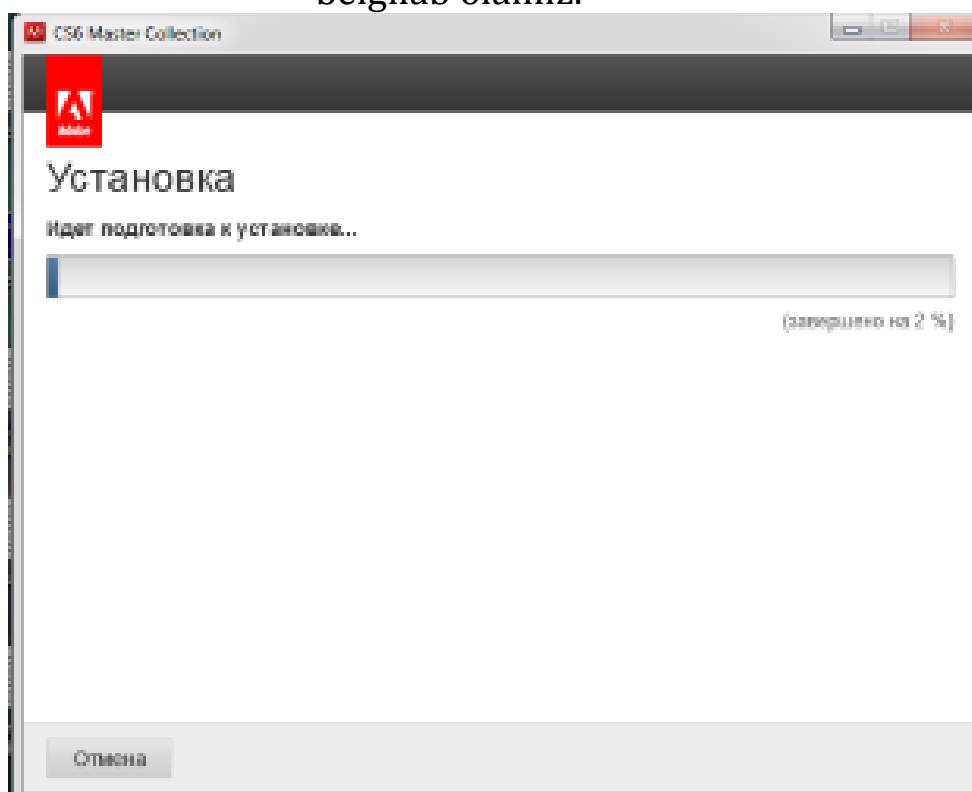 belgilab olamiz.
CS6 Master Collection
Adobe
Установка
Идет подготовка к установке...
(завершено на 2 %)
Отмена